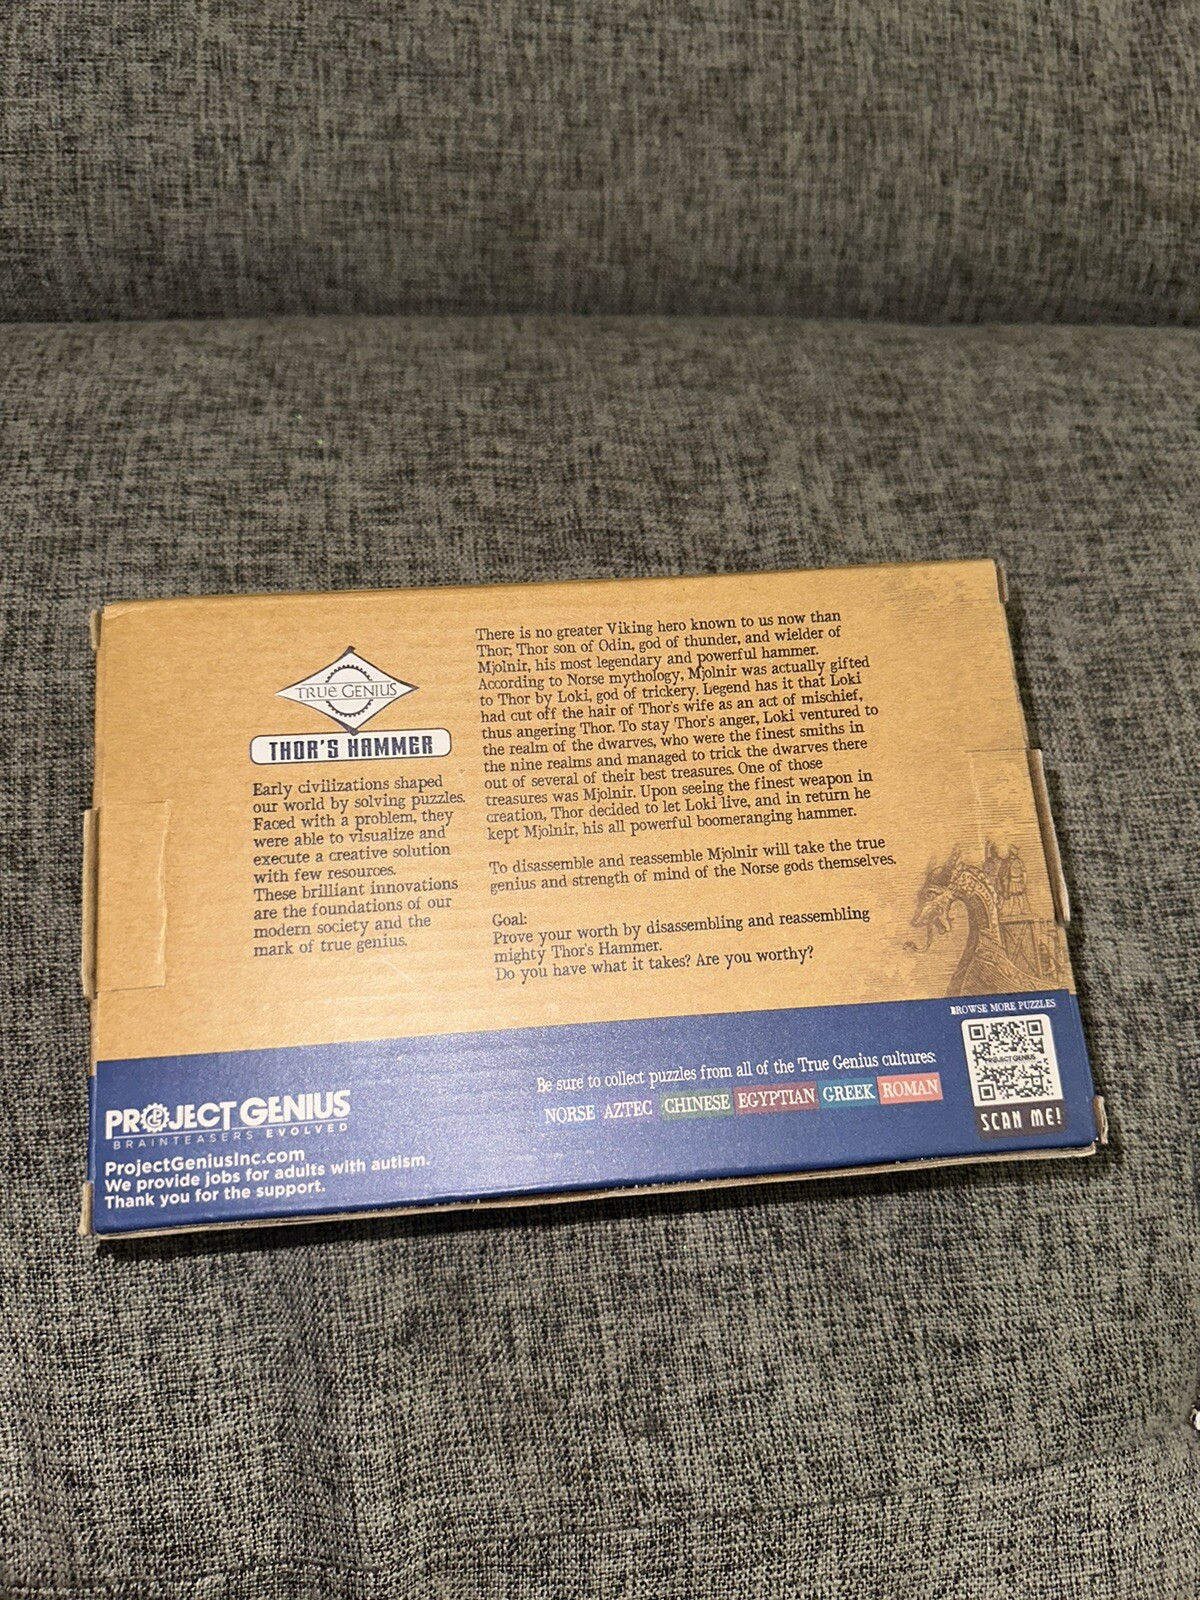 TRUE GENIUS
THOR'S HAMMER
Early civilizations shaped
our world by solving puzzles.
Faced with a problem, they
were able to visualize and
execute a creative solution
with few resources.
These brilliant innovations
are the foundations of our
modern society and the
mark of true genius.
There is no greater Viking hero known to us now than
Thor; Thor son of Odin, god of thunder, and wielder of
Mjolnir, his most legendary and powerful hammer.
According to Norse mythology, Mjolnir was actually gifted
to Thor by Loki, god of trickery. Legend has it that Loki
had cut off the hair of Thor's wife as an act of mischief,
thus angering Thor. To stay Thor's anger, Loki ventured to
the realm of the dwarves, who were the finest smiths in
the nine realms and managed to trick the dwarves there
out of several of their best treasures. One of those
treasures was Mjolnir. Upon seeing the finest weapon in
creation, Thor decided to let Loki live, and in return he
kept Mjolnir, his all powerful boomeranging hammer.
To disassemble and reassemble Mjolnir will take the true
genius and strength of mind of the Norse gods themselves.
Goal:
Prove your worth by disassembling and reassembling
mighty Thor's Hammer.
Do you have what it takes? Are you worthy?
PROJECT GENIUS
BRAINTEASERS EVOLVED
ProjectGeniusInc.com
We provide jobs for adults with autism.
Thank you for the support.
Be sure to collect puzzles from all of the True Genius cultures:
NORSE AZTEC CHINESE EGYPTIAN GREEK ROMAN
BROWSE MORE PUZZLES
PROJECT GENIUS
SCAN ME!